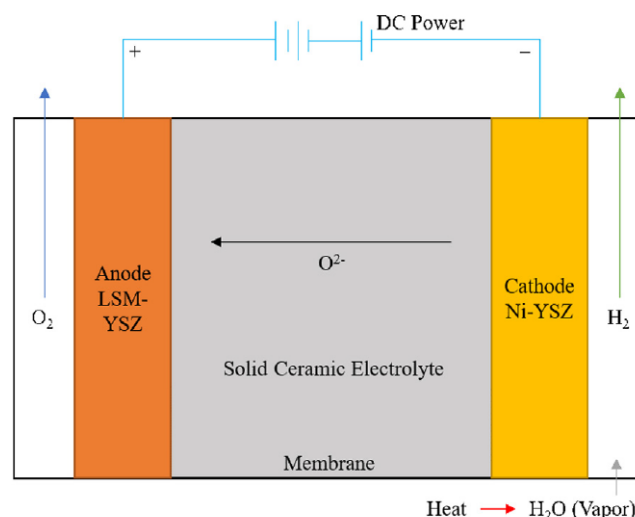 DC Power
+
−
Anode
LSM-
YSZ
O₂
O²⁻
Solid Ceramic Electrolyte
Membrane
Cathode
Ni-YSZ
H₂
Heat → H₂O (Vapor)